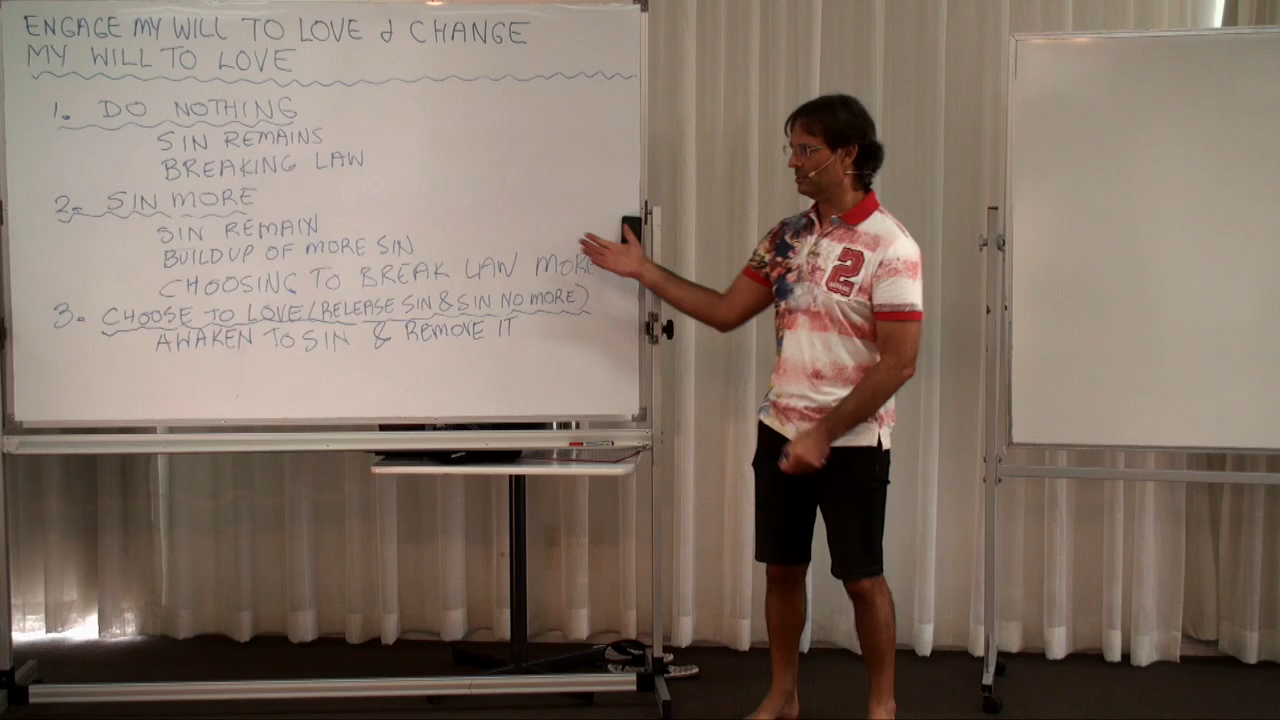 ENGAGE MY WILL TO LOVE & CHANGE
MY WILL TO LOVE
1. DO NOTHING
SIN REMAINS
BREAKING LAW
2. SIN MORE
SIN REMAIN
BUILDUP OF MORE SIN
CHOOSING TO BREAK LAW MORE
3. CHOOSE TO LOVE (RELEASE SIN & SIN NO MORE)
AWAKEN TO SIN & REMOVE IT
2